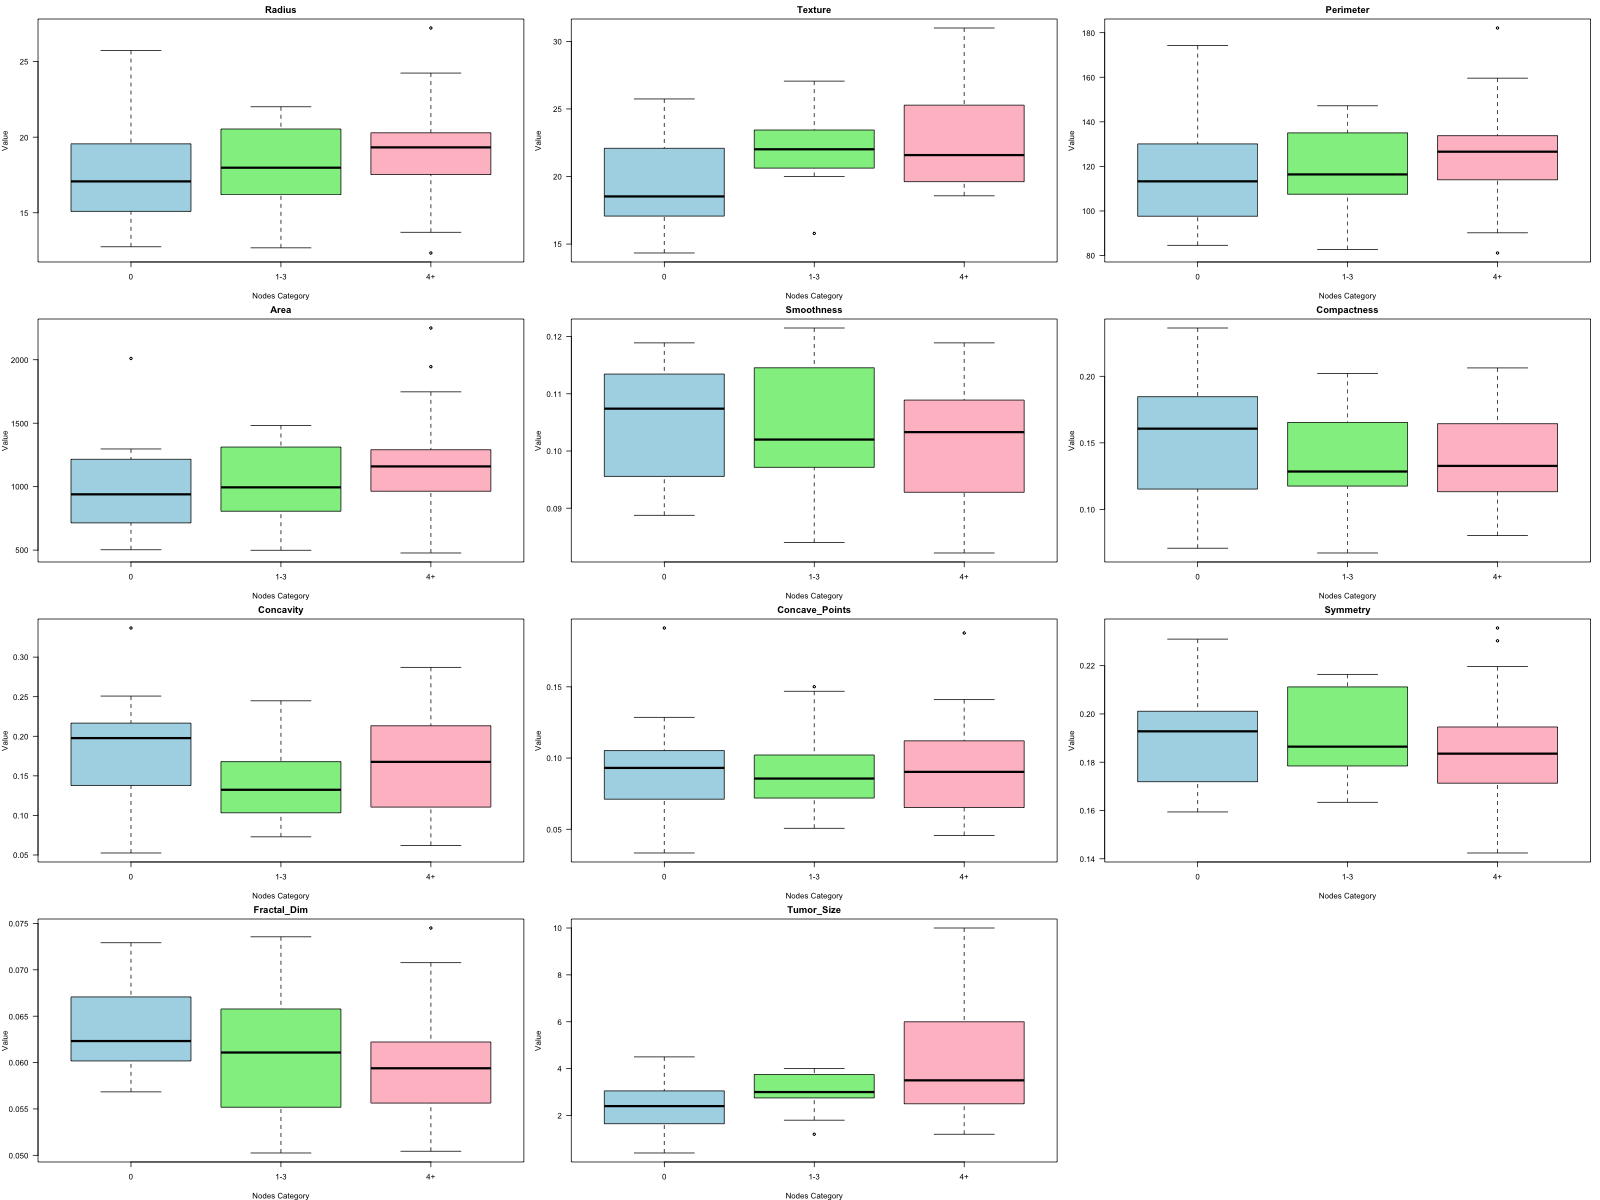 Radius
Value
25
20
15
0 1-3 4+
Nodes Category
Texture
Value
30
25
20
15
0 1-3 4+
Nodes Category
Perimeter
Value
180
160
140
120
100
80
0 1-3 4+
Nodes Category
Area
Value
2000
1500
1000
500
0 1-3 4+
Nodes Category
Smoothness
Value
0.12
0.11
0.10
0.09
0 1-3 4+
Nodes Category
Compactness
Value
0.20
0.15
0.10
0 1-3 4+
Nodes Category
Concavity
Value
0.30
0.25
0.20
0.15
0.10
0.05
0 1-3 4+
Nodes Category
Concave_Points
Value
0.15
0.10
0.05
0 1-3 4+
Nodes Category
Symmetry
Value
0.22
0.20
0.18
0.16
0.14
0 1-3 4+
Nodes Category
Fractal_Dim
Value
0.075
0.070
0.065
0.060
0.055
0.050
0 1-3 4+
Nodes Category
Tumor_Size
Value
10
8
6
4
2
0 1-3 4+
Nodes Category